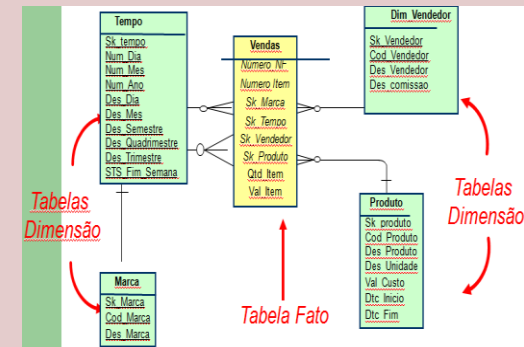 Tempo
Sk_tempo
Num_Dia
Num_Mes
Num_Ano
Des_Dia
Des_Mes
Des_Semestre
Des_Quadrimestre
Des_Trimestre
STS_Fim_Semana
Vendas
Número_NF
Numero Item
Sk_Marca
Sk_Tempo
Sk_Vendedor
Sk_Produto
Qtd_Item
Val_Item
Dim_Vendedor
Sk_Vendedor
Cod_Vendedor
Des_Vendedor
Des_comissao
Tabelas
Dimensão
Marca
Sk_Marca
Cod_Marca
Des_Marca
Tabela Fato
Produto
Sk_produto
Cod_Produto
Des_Produto
Des_Unidade
Val_Custo
Dtc_Inicio
Dtc_Fim
Tabelas
Dimensão